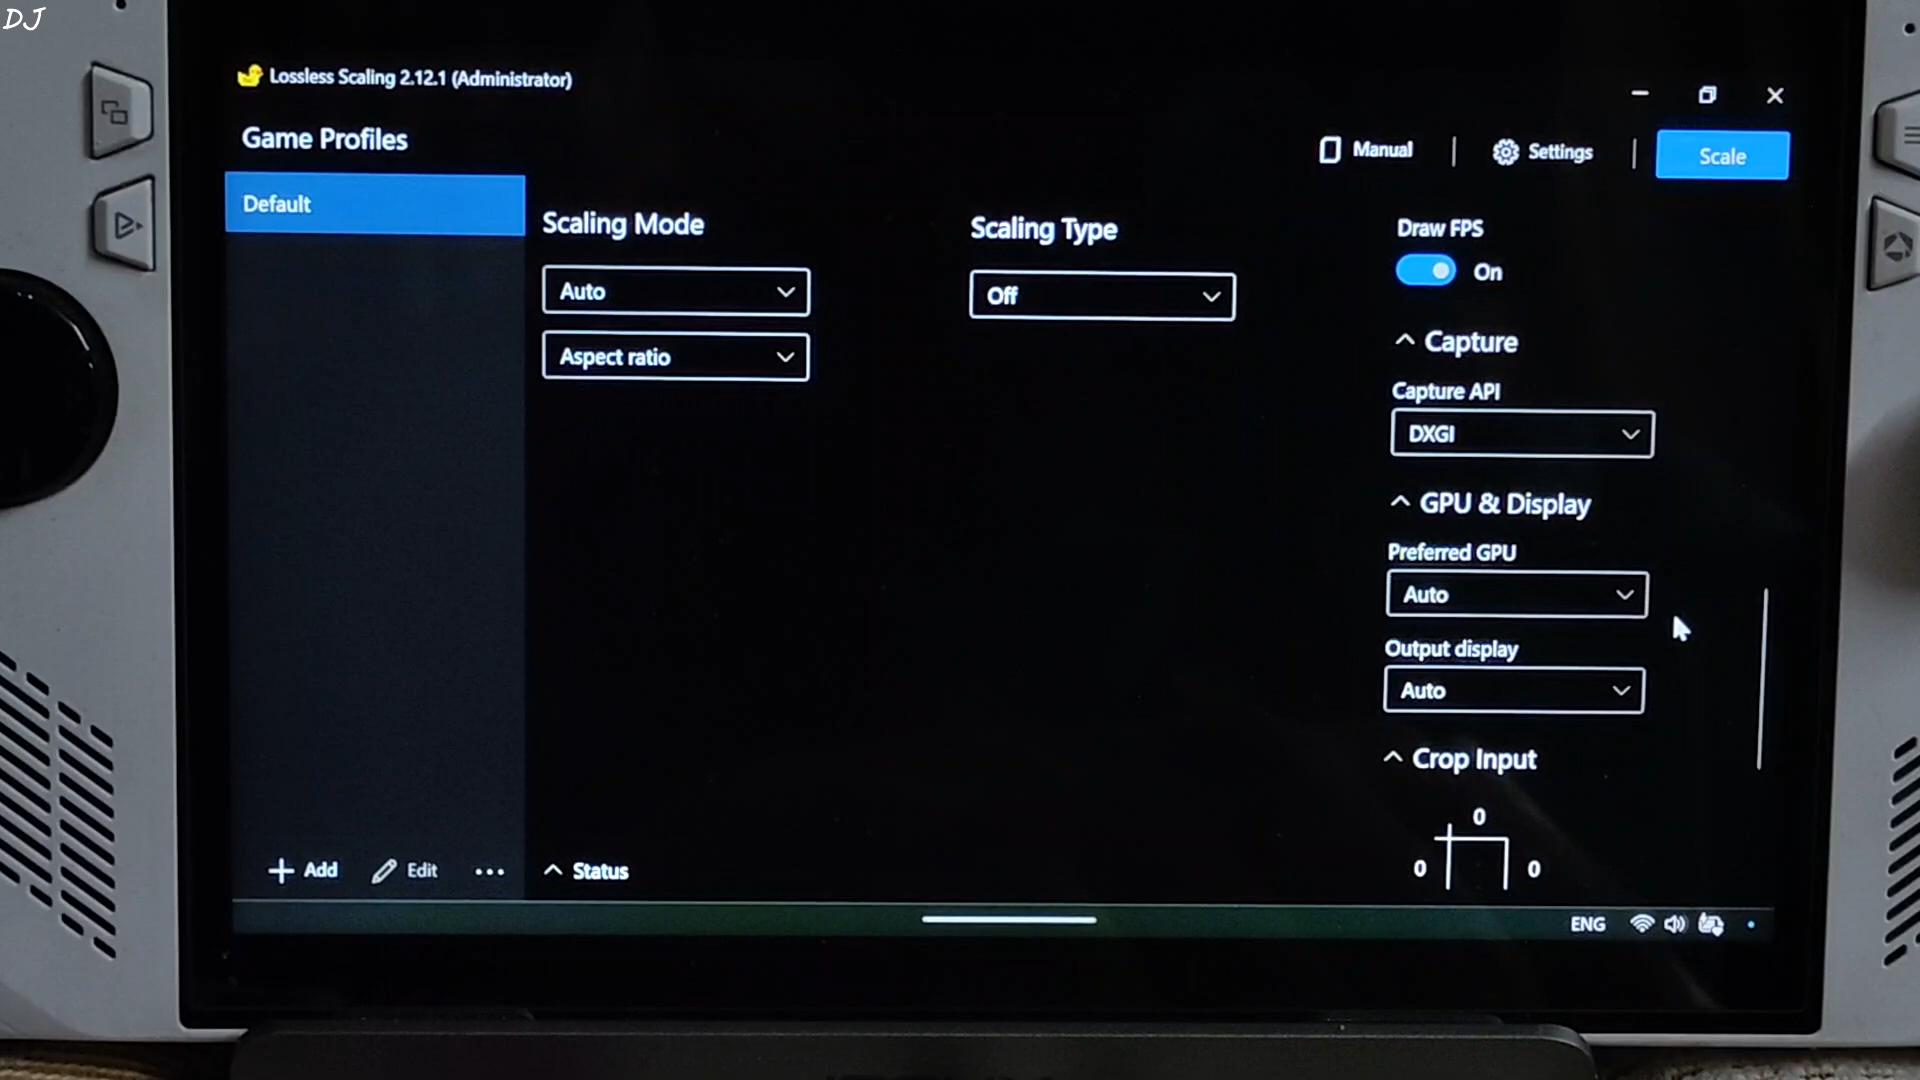 DJ
Lossless Scaling 2.12.1 (Administrator)
Game Profiles
Manual
Settings
Scale
Default
Scaling Mode
Auto
Aspect ratio
Scaling Type
Off
Draw FPS
On
Capture
Capture API
DXGI
GPU & Display
Preferred GPU
Auto
Output display
Auto
Crop Input
0
0 0
Add Edit ...
Status
ENG